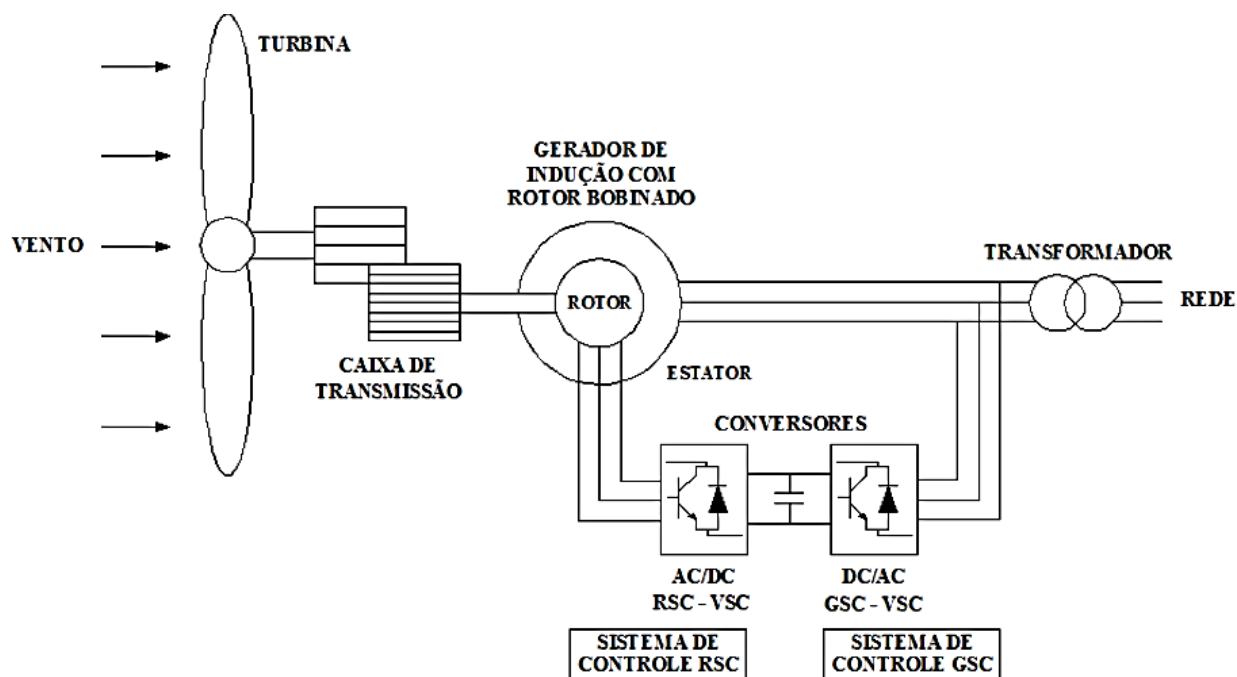 TURBINA
GERADOR DE
INDUÇÃO COM
ROTOR BOBINADO
VENTO
TRANSFORMADOR
ROTOR
REDE
CAIXA DE
TRANSMISSÃO
ESTATOR
CONVERSORES
AC/DC
RSC - VSC
DC/AC
GSC - VSC
SISTEMA DE
CONTROLE RSC
SISTEMA DE
CONTROLE GSC